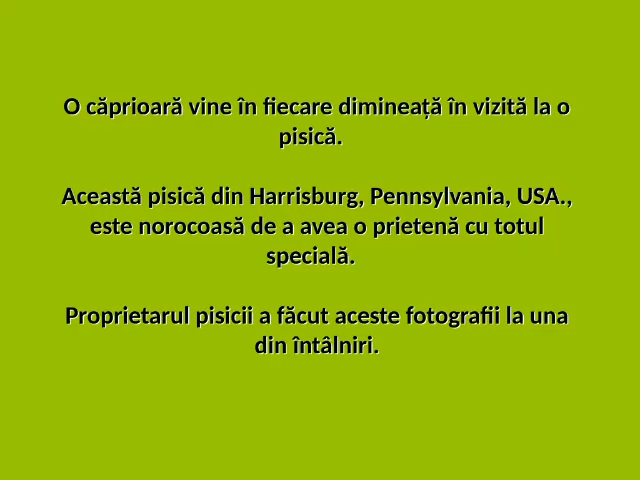 O căprioară vine în fiecare dimineață în vizită la o
pisică.
Această pisică din Harrisburg, Pennsylvania, USA.,
este norocoasă de a avea o prietenă cu totul
specială.
Proprietarul pisicii a făcut aceste fotografii la una
din întâlniri.